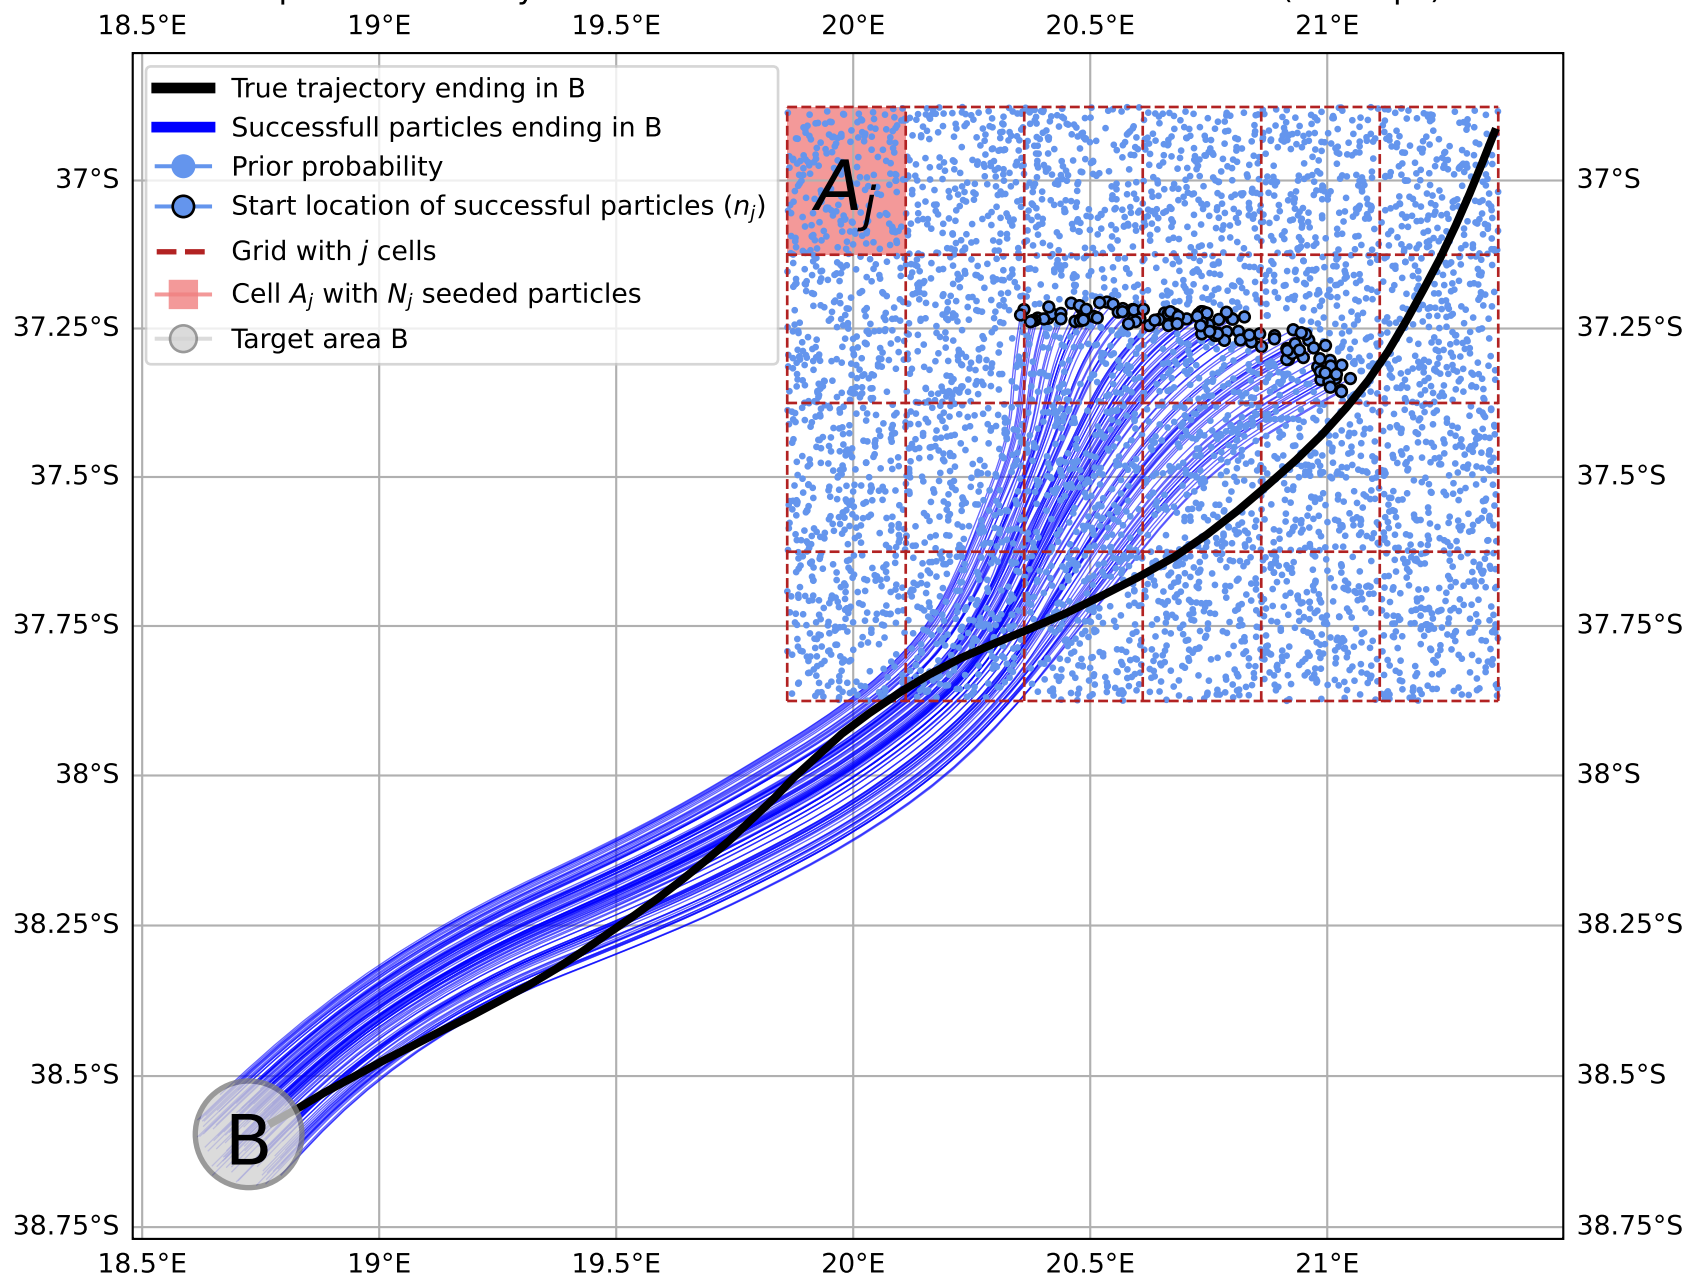 18.5°E 19°E 19.5°E 20°E 20.5°E 21°E
True trajectory ending in B
Successfull particles ending in B
Prior probability
Start location of successful particles (nj)
Grid with j cells
Cell Aj with Nj seeded particles
Target area B
Aj
37°S 37°S
37.25°S 37.25°S
37.5°S 37.5°S
37.75°S 37.75°S
38°S 38°S
38.25°S 38.25°S
38.5°S 38.5°S
B
38.75°S 38.75°S
18.5°E 19°E 19.5°E 20°E 20.5°E 21°E